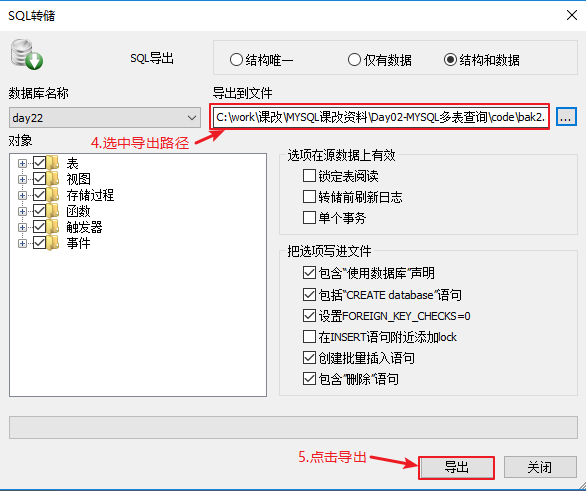 SQL转储
SQL导出
结构唯一
仅有数据
结构和数据
数据库名称
导出到文件
day22
C:\work\课改\MYSQL课改资料\Day02-MYSQL多表查询\code\bak2.
...
4.选中导出路径
对象
表
视图
存储过程
函数
触发器
事件
选项在源数据上有效
锁定表阅读
转储前刷新日志
单个事务
把选项写进文件
包含“使用数据库”声明
包括“CREATE database”语句
设置FOREIGN_KEY_CHECKS=0
在INSERT语句附近添加lock
创建批量插入语句
包含“删除”语句
5.点击导出
导出
关闭